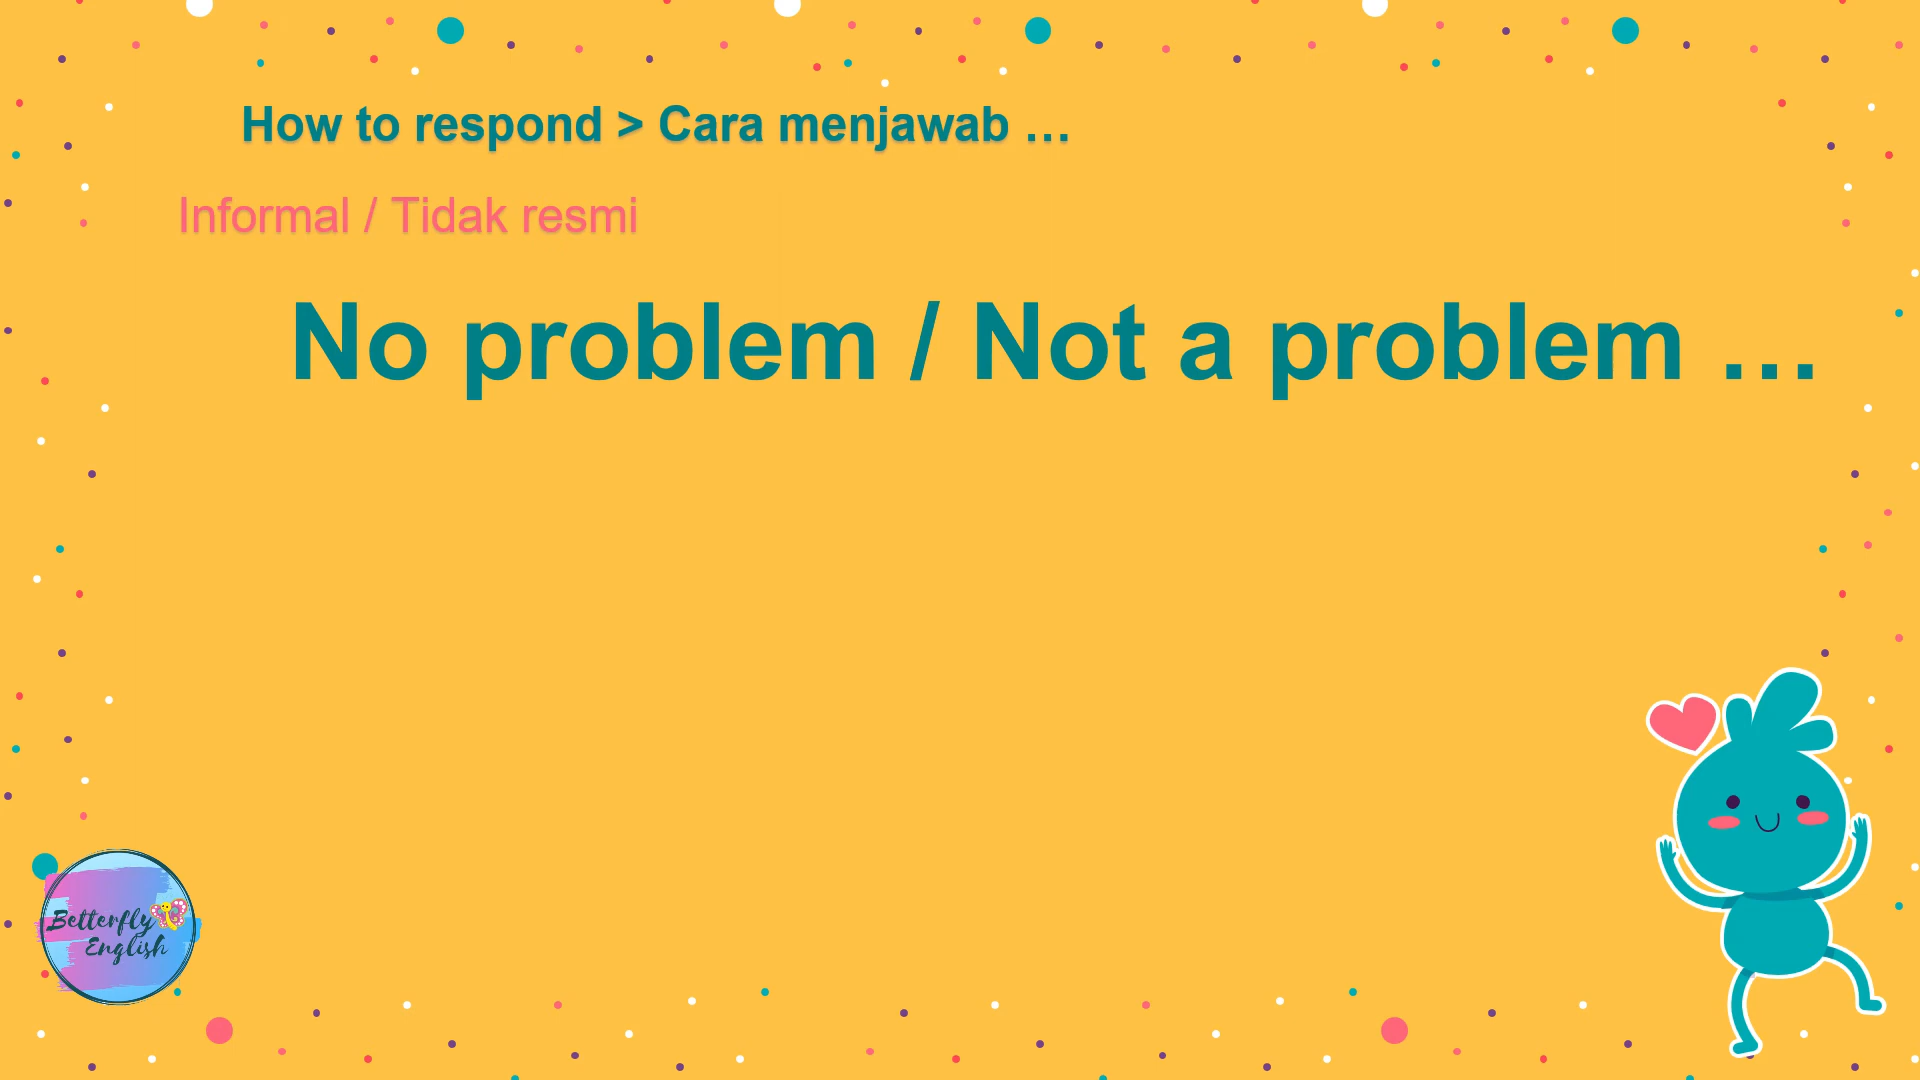 How to respond > Cara menjawab …
Informal / Tidak resmi
No problem / Not a problem …
Betterfly
English